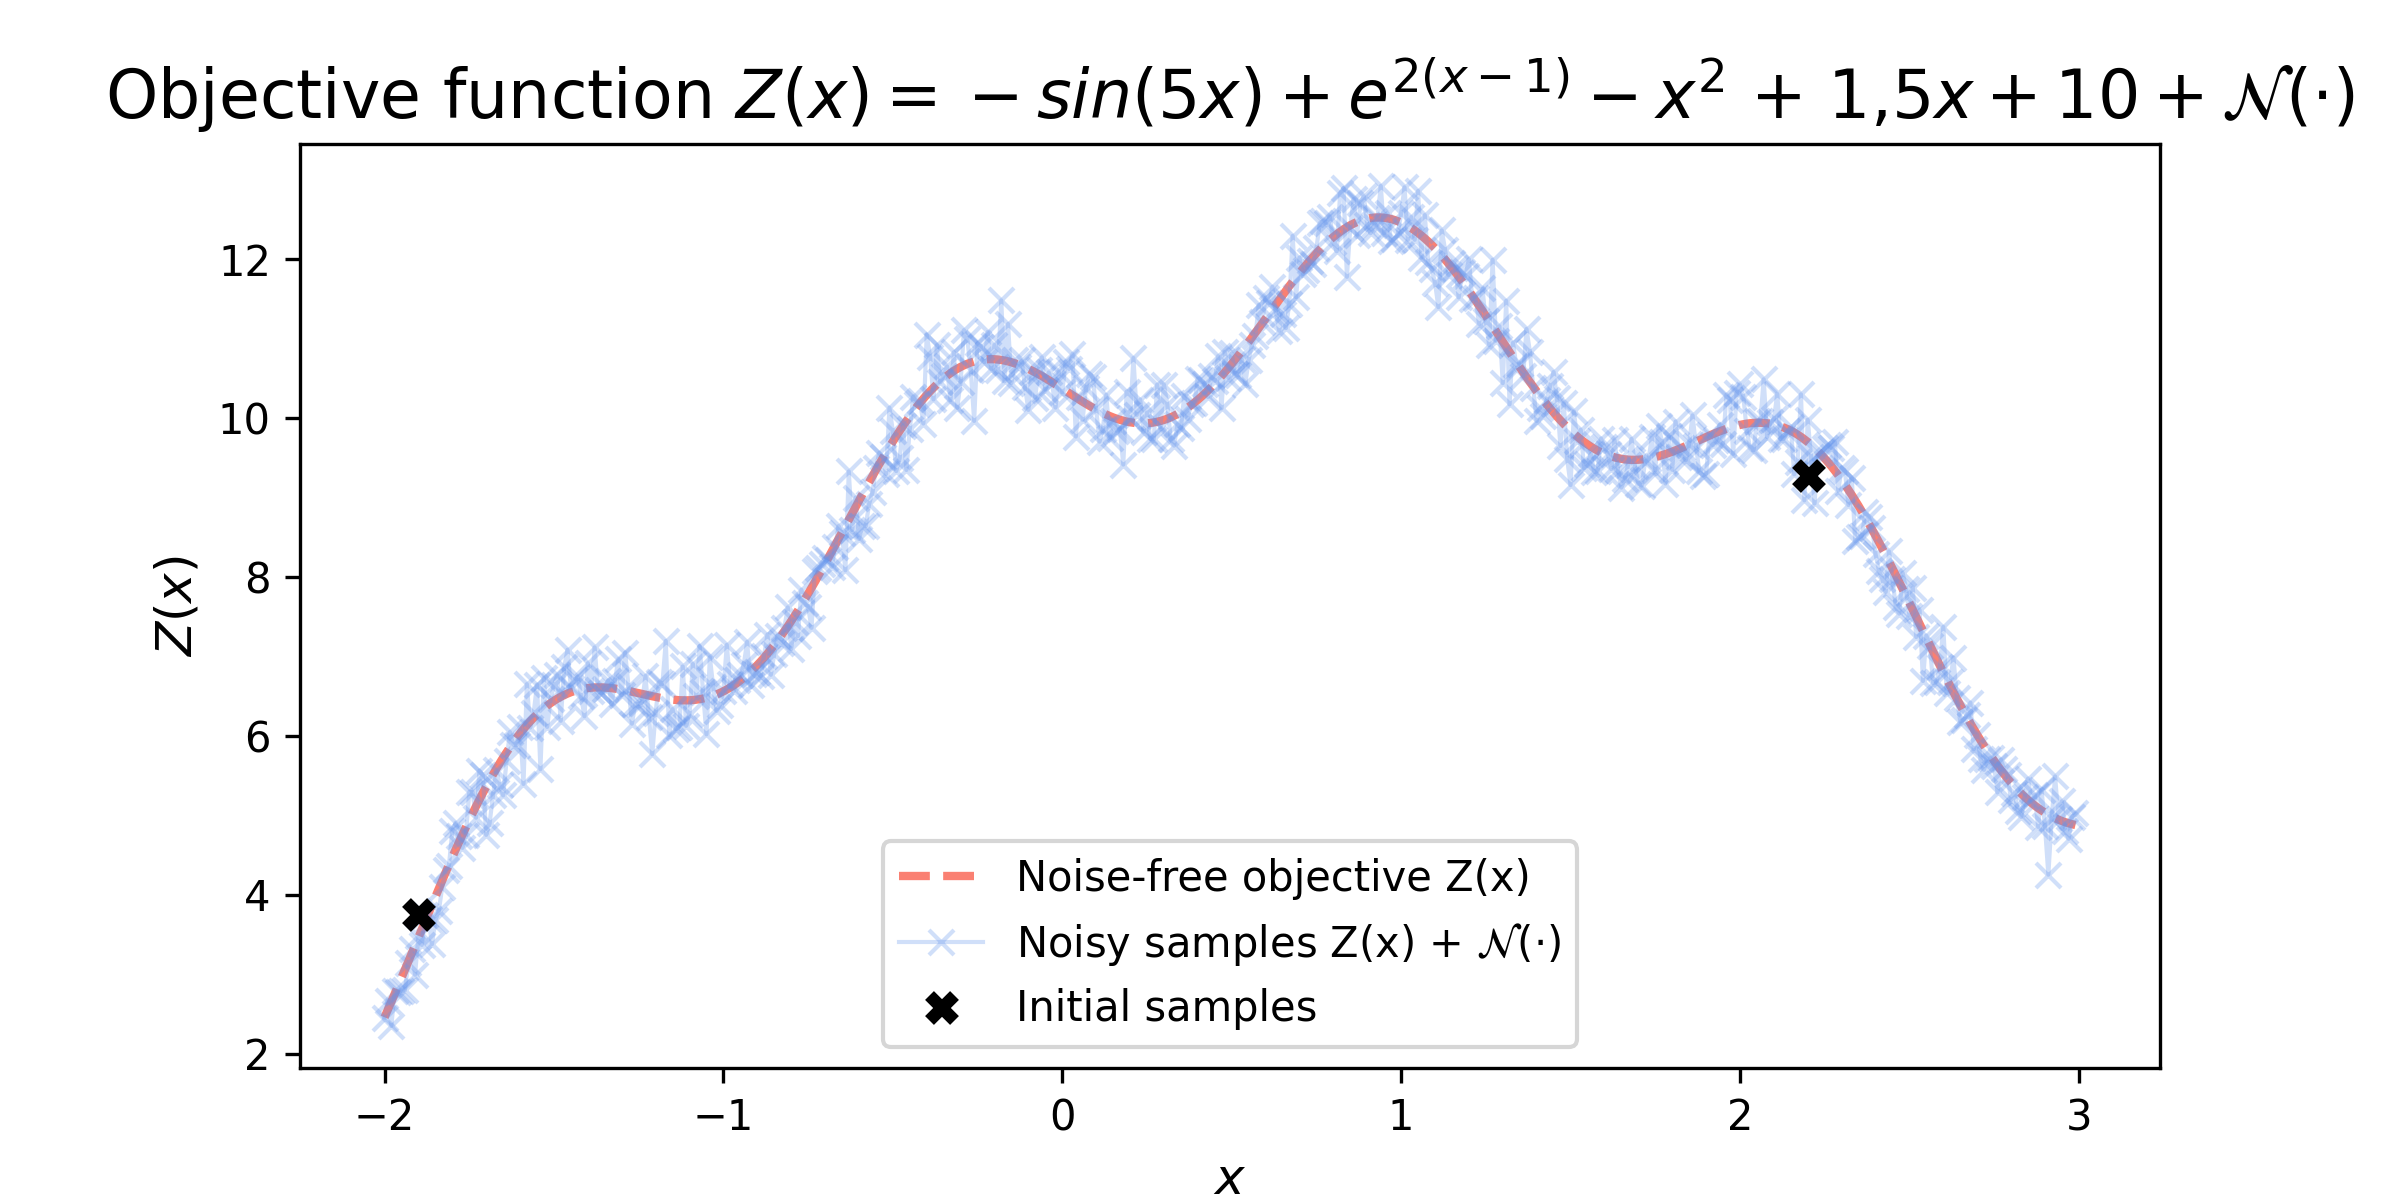 Objective function Z(x) = − sin(5x) + e^{2(x − 1)} − x² + 1,5x + 10 + 𝒩(·)
Z(x)
12
10
8
6
4
2
Noise-free objective Z(x)
Noisy samples Z(x) + 𝒩(·)
Initial samples
−2 −1 0 1 2 3
x